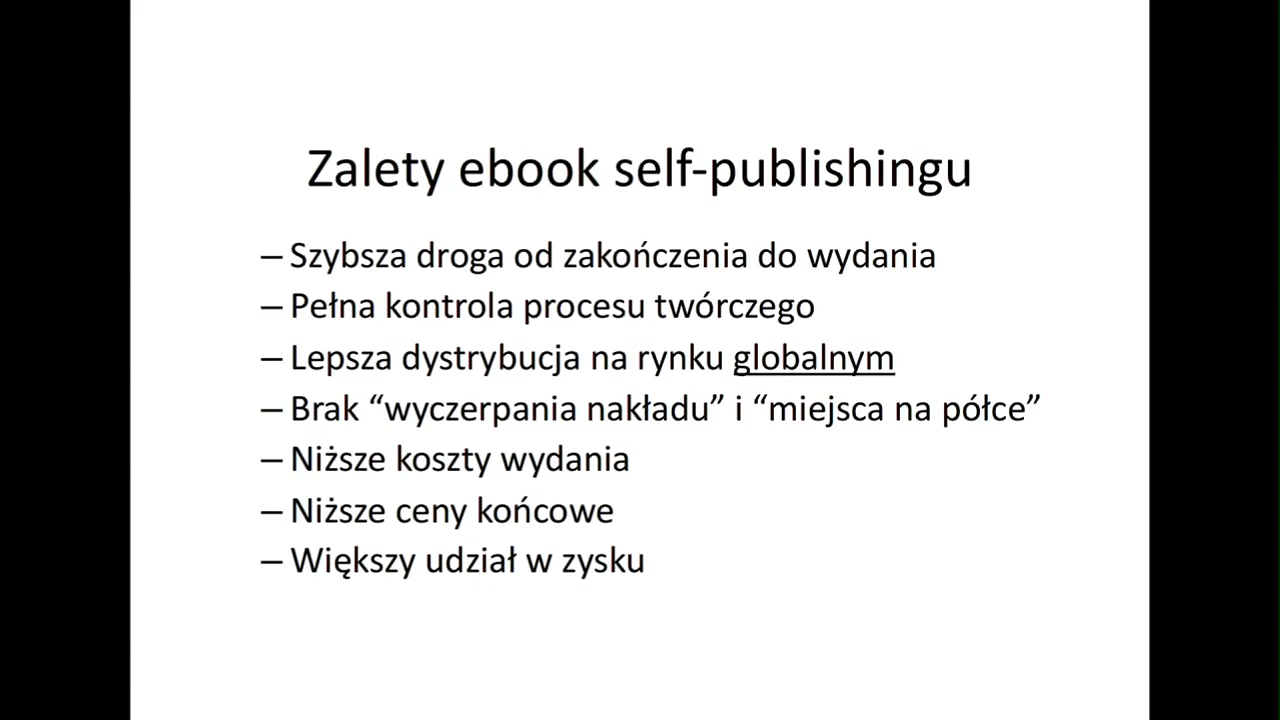 Zalety ebook self-publishingu
– Szybsza droga od zakończenia do wydania
– Pełna kontrola procesu twórczego
– Lepsza dystrybucja na rynku globalnym
– Brak “wyczerpania nakładu” i “miejsca na półce”
– Niższe koszty wydania
– Niższe ceny końcowe
– Większy udział w zysku